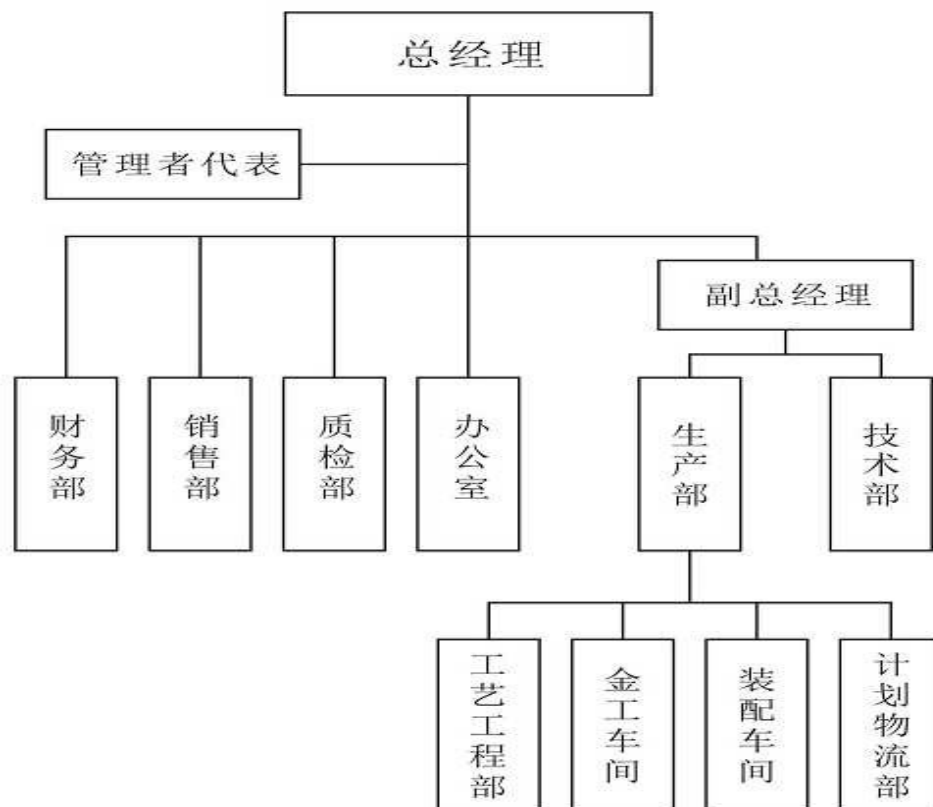 总经理
管理者代表
副总经理
财务部
销售部
质检部
办公室
生产部
技术部
工艺工程部
金工车间
装配车间
计划物流部